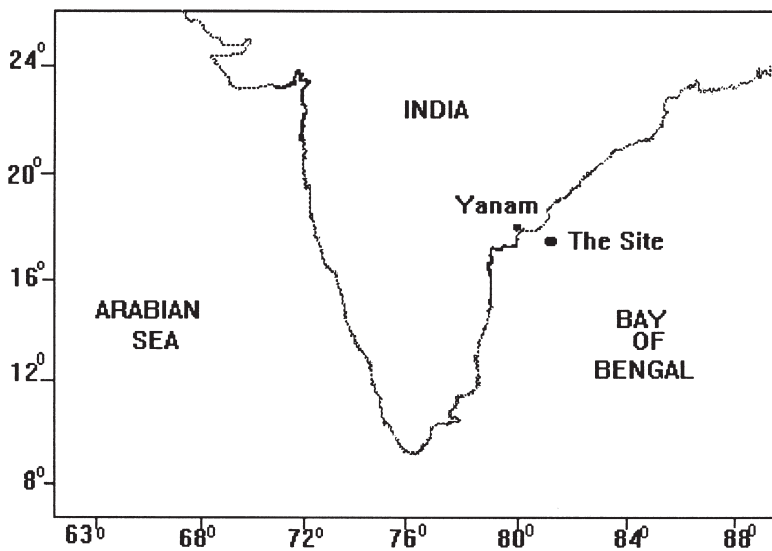 24°
INDIA
20°
Yanam
The Site
16°
ARABIAN
SEA
BAY
OF
BENGAL
12°
8°
63° 68° 72° 76° 80° 84° 88°